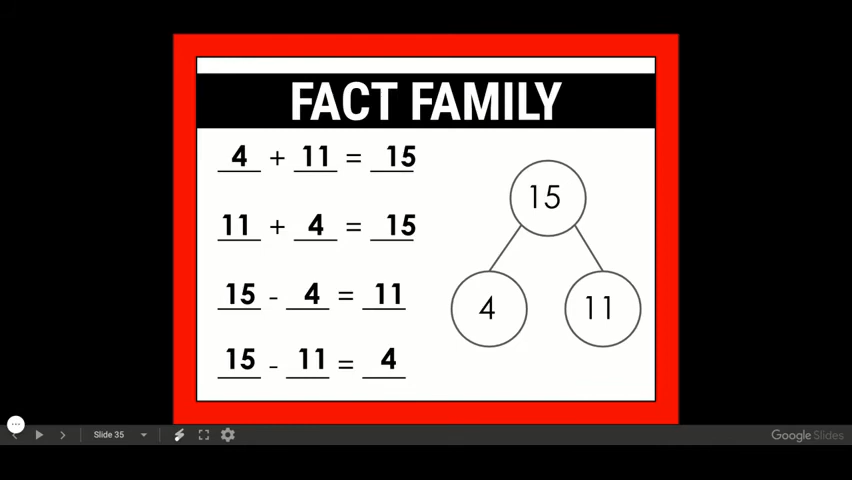 FACT FAMILY
4 + 11 = 15
11 + 4 = 15
15 - 4 = 11
15 - 11 = 4
15
4
11
Slide 35
Google Slides